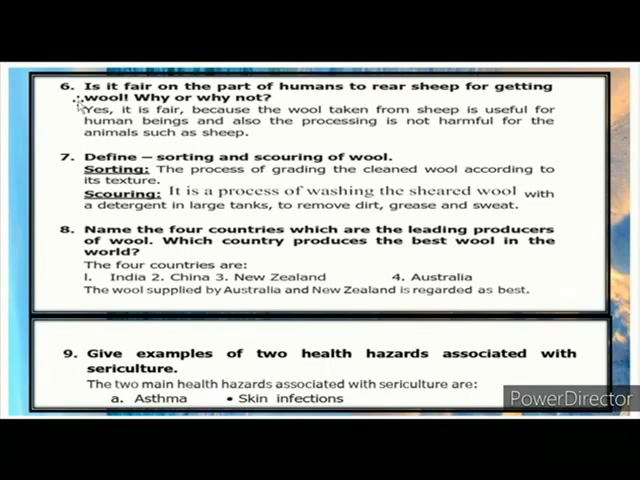 6. Is it fair on the part of humans to rear sheep for getting
wool! Why or why not?
Yes, it is fair, because the wool taken from sheep is useful for
human beings and also the processing is not harmful for the
animals such as sheep.
7. Define — sorting and scouring of wool.
Sorting: The process of grading the cleaned wool according to
its texture.
Scouring: It is a process of washing the sheared wool with
a detergent in large tanks, to remove dirt, grease and sweat.
8. Name the four countries which are the leading producers
of wool. Which country produces the best wool in the
world?
The four countries are:
I. India 2. China 3. New Zealand 4. Australia
The wool supplied by Australia and New Zealand is regarded as best.
9. Give examples of two health hazards associated with
sericulture.
The two main health hazards associated with sericulture are:
a. Asthma • Skin infections
PowerDirector